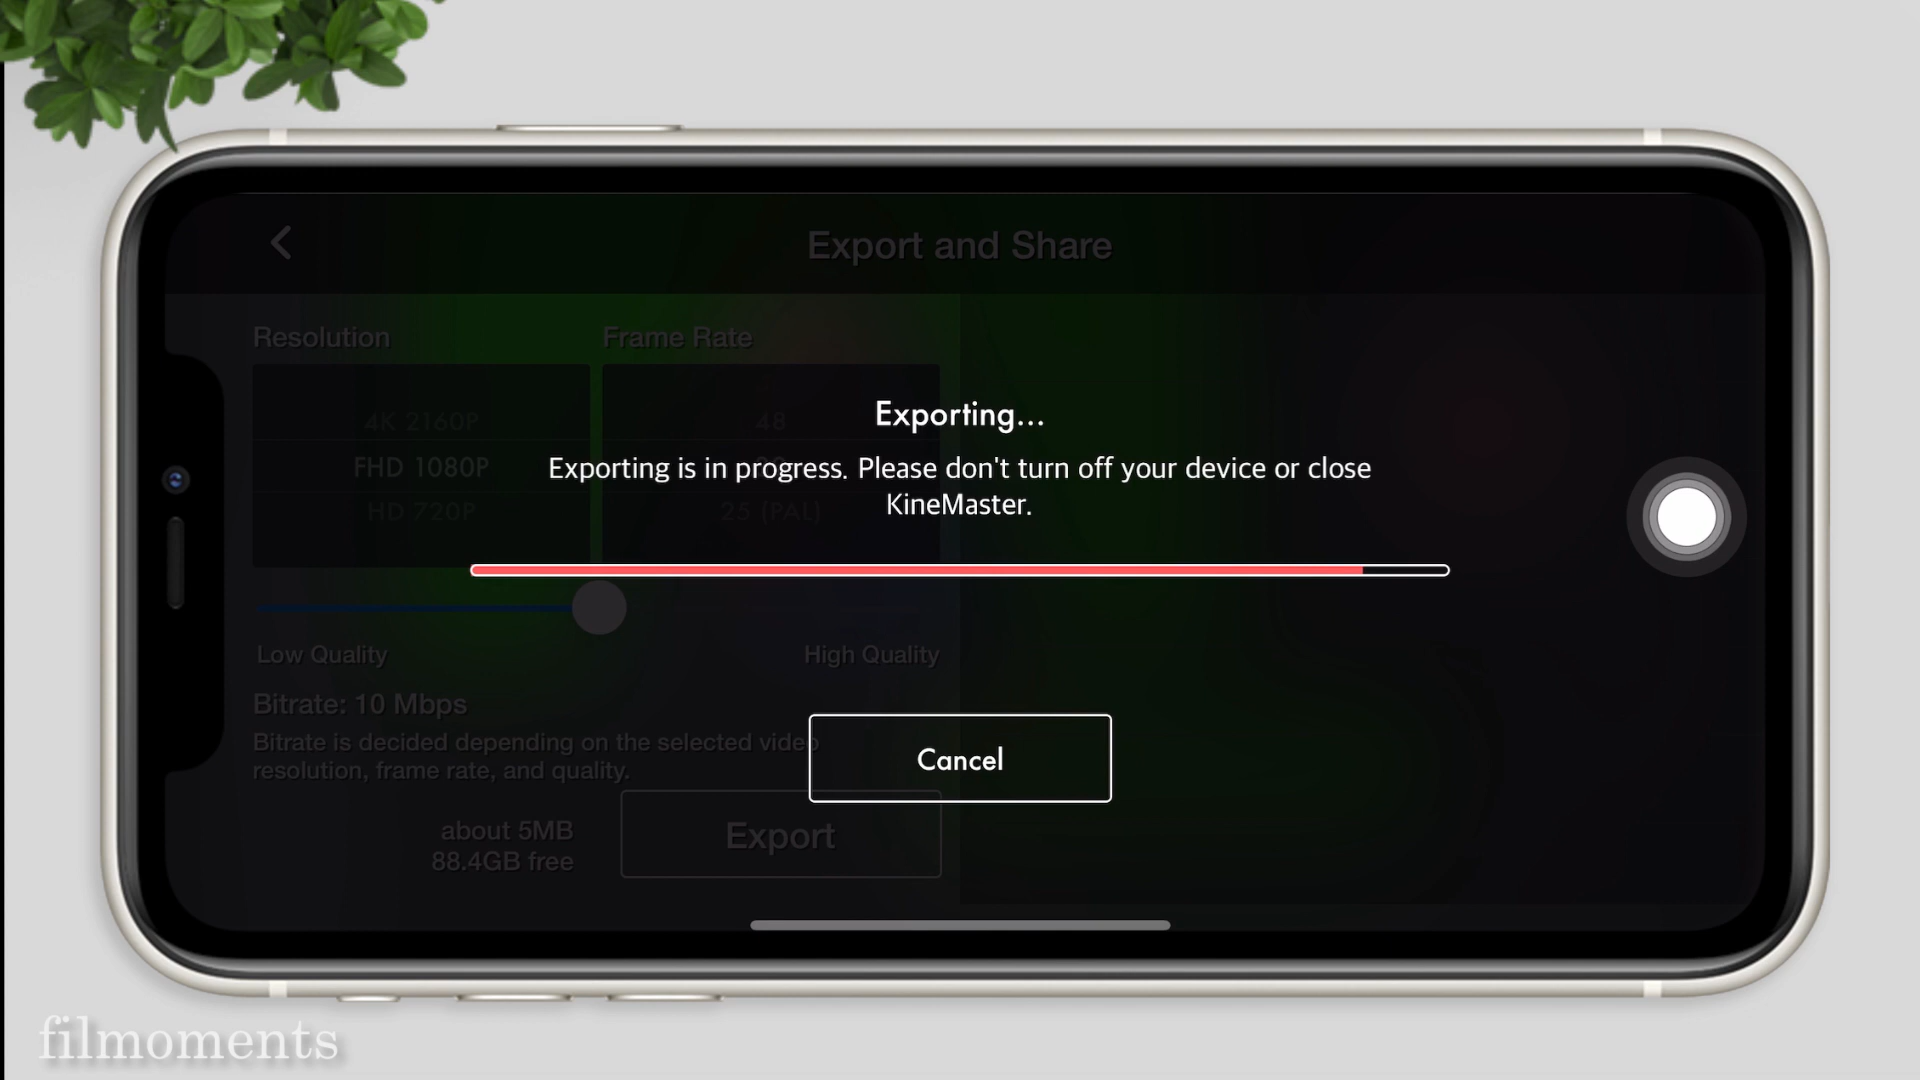 Export and Share
Resolution
Frame Rate
4K 2160P
48
FHD 1080P
HD 720P
25 (PAL)
Exporting...
Exporting is in progress. Please don't turn off your device or close
KineMaster.
Low Quality
High Quality
Bitrate: 10 Mbps
Bitrate is decided depending on the selected video
resolution, frame rate, and quality.
Cancel
about 5MB
88.4GB free
Export
filmoments